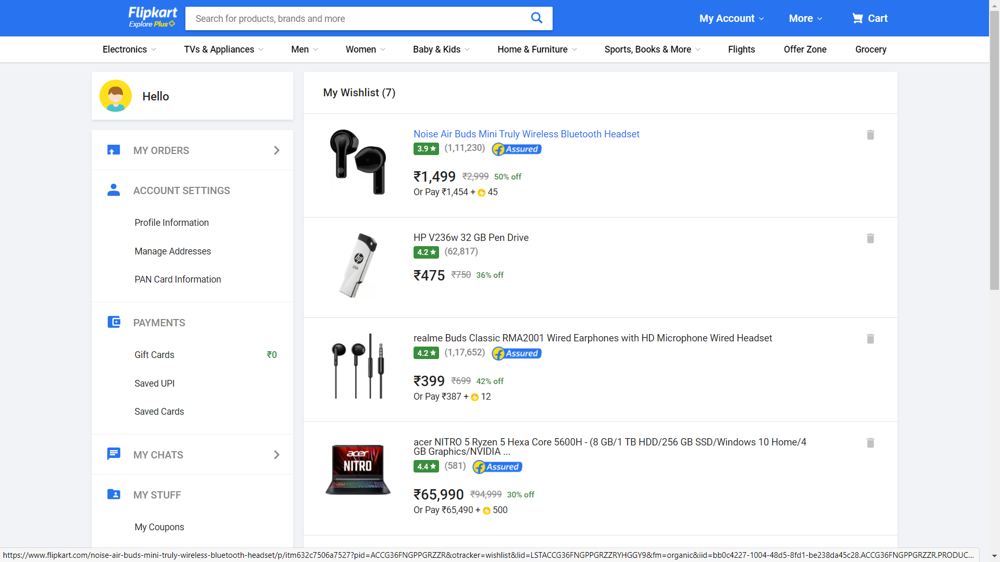 Flipkart
Explore Plus
Search for products, brands and more
My Account
More
Cart
Electronics
TVs & Appliances
Men
Women
Baby & Kids
Home & Furniture
Sports, Books & More
Flights
Offer Zone
Grocery
Hello
MY ORDERS
ACCOUNT SETTINGS
Profile Information
Manage Addresses
PAN Card Information
PAYMENTS
Gift Cards ₹0
Saved UPI
Saved Cards
MY CHATS
MY STUFF
My Coupons
My Wishlist (7)
Noise Air Buds Mini Truly Wireless Bluetooth Headset
3.9 ★ (1,11,230) Assured
₹1,499 ₹2,999 50% off
Or Pay ₹1,454 + 45
hp
32GB
HP V236w 32 GB Pen Drive
4.2 ★ (62,817)
₹475 ₹750 36% off
realme Buds Classic RMA2001 Wired Earphones with HD Microphone Wired Headset
4.2 ★ (1,17,652) Assured
₹399 ₹699 42% off
Or Pay ₹387 + 12
acer
NITRO
acer NITRO 5 Ryzen 5 Hexa Core 5600H - (8 GB/1 TB HDD/256 GB SSD/Windows 10 Home/4
GB Graphics/NVIDIA ...
4.4 ★ (581) Assured
₹65,990 ₹94,999 30% off
Or Pay ₹65,490 + 500
https://www.flipkart.com/noise-air-buds-mini-truly-wireless-bluetooth-headset/p/itm632c7506a7527?pid=ACCG36FNGPPGRZZR&otracker=wishlist&lid=LSTACCG36FNGPPGRZZRYHGGY9&fm=organic&iid=bb0c4227-1004-48d5-8fd1-be238da45c28.ACCG36FNGPPGRZZR.PRODUC...